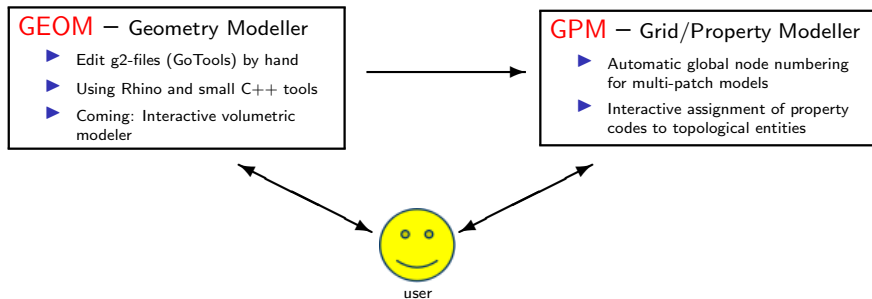 GEOM – Geometry Modeller
Edit g2-files (GoTools) by hand
Using Rhino and small C++ tools
Coming: Interactive volumetric
modeler
GPM – Grid/Property Modeller
Automatic global node numbering
for multi-patch models
Interactive assignment of property
codes to topological entities
user